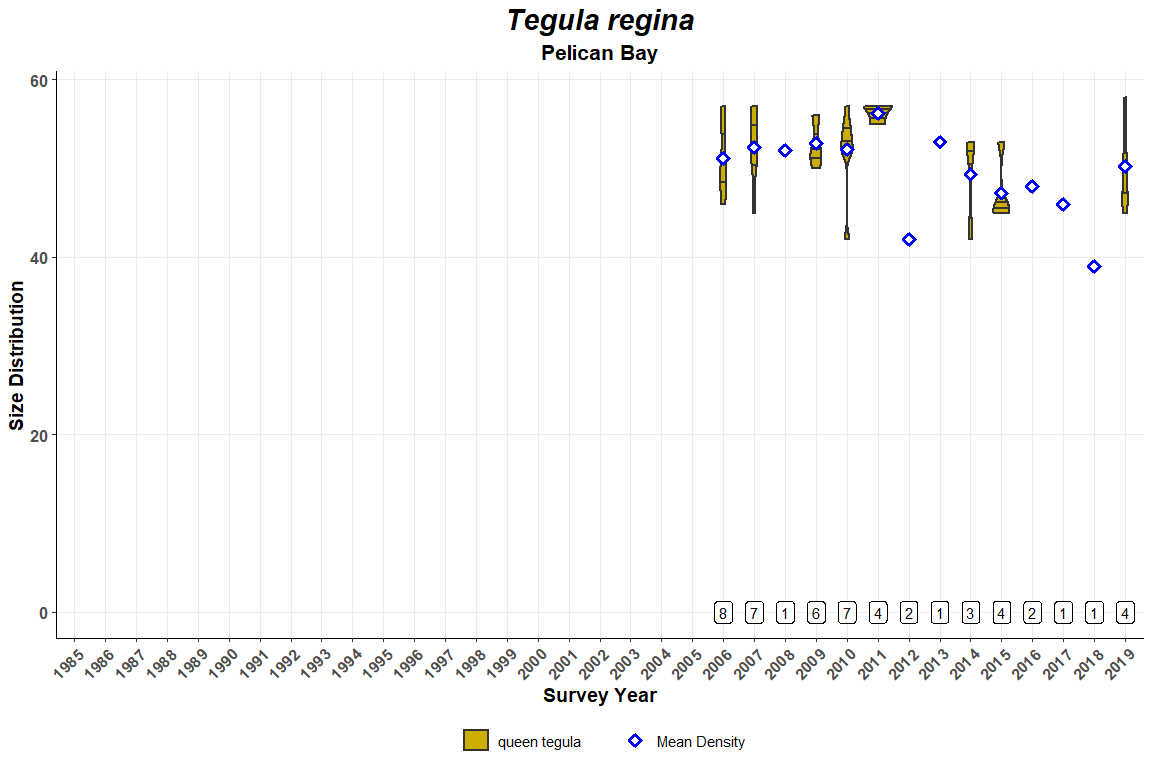 Tegula regina
Pelican Bay
60
40
20
0
Size Distribution
8 7 1 6 7 4 2 1 3 4 2 1 1 4
1985 1986 1987 1988 1989 1990 1991 1992 1993 1994 1995 1996 1997 1998 1999 2000 2001 2002 2003 2004 2005 2006 2007 2008 2009 2010 2011 2012 2013 2014 2015 2016 2017 2018 2019
Survey Year
queen tegula Mean Density